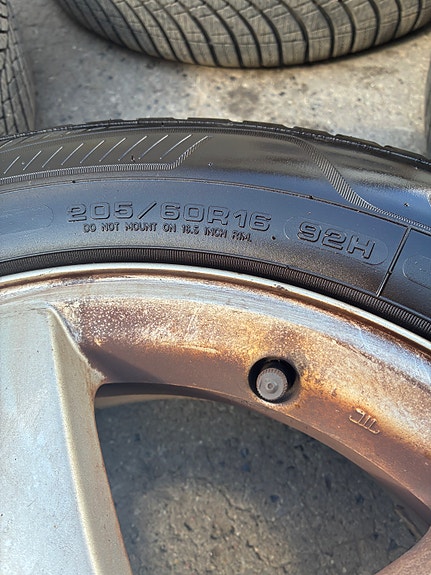 205/60R16 92H
DO NOT MOUNT ON 16.5 INCH RIM.